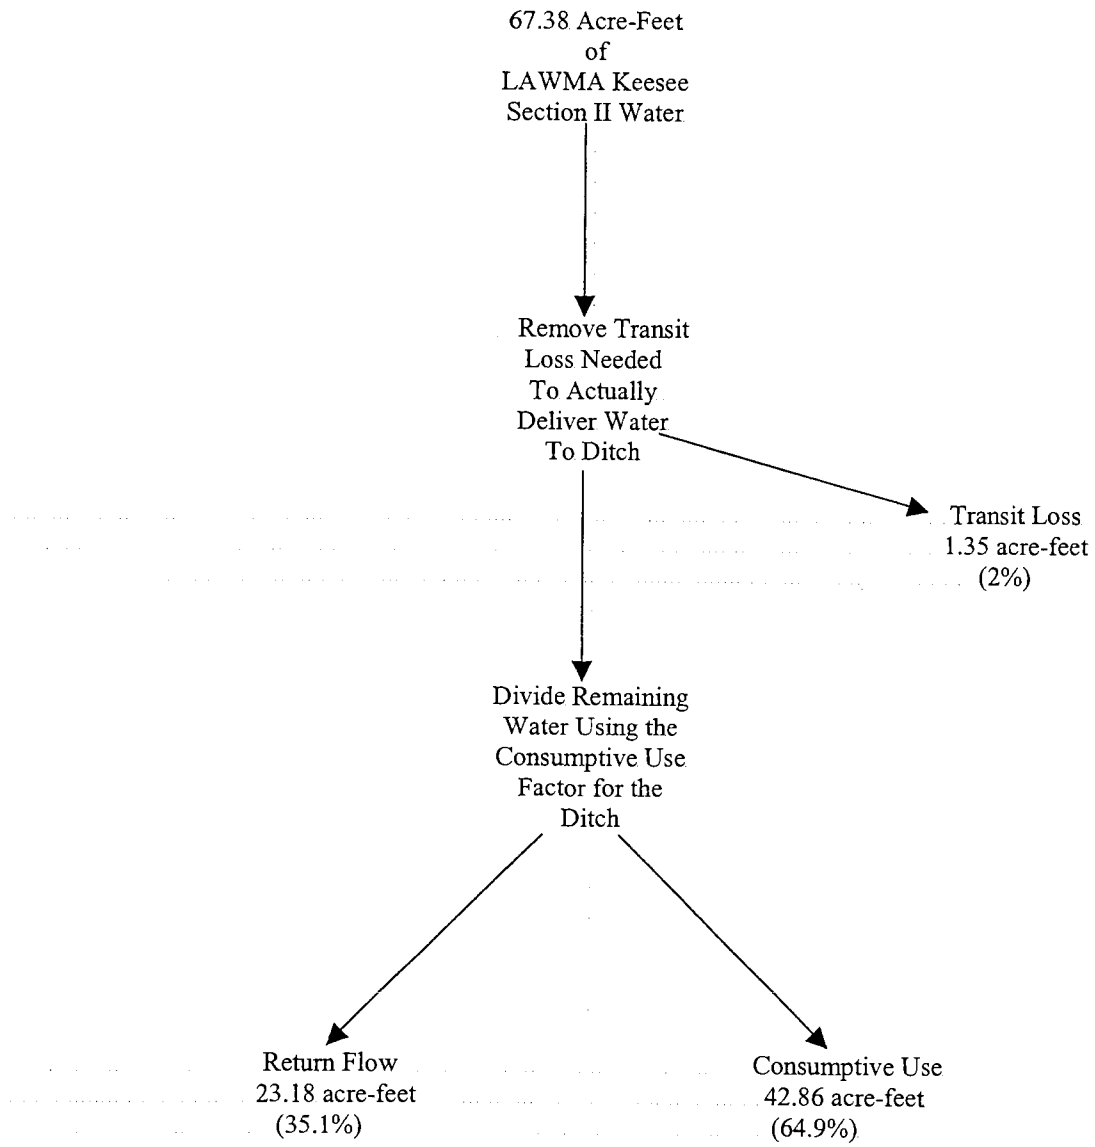 67.38 Acre-Feet
of
LAWMA Keesee
Section II Water
Remove Transit
Loss Needed
To Actually
Deliver Water
To Ditch
Transit Loss
1.35 acre-feet
(2%)
Divide Remaining
Water Using the
Consumptive Use
Factor for the
Ditch
Return Flow
23.18 acre-feet
(35.1%)
Consumptive Use
42.86 acre-feet
(64.9%)